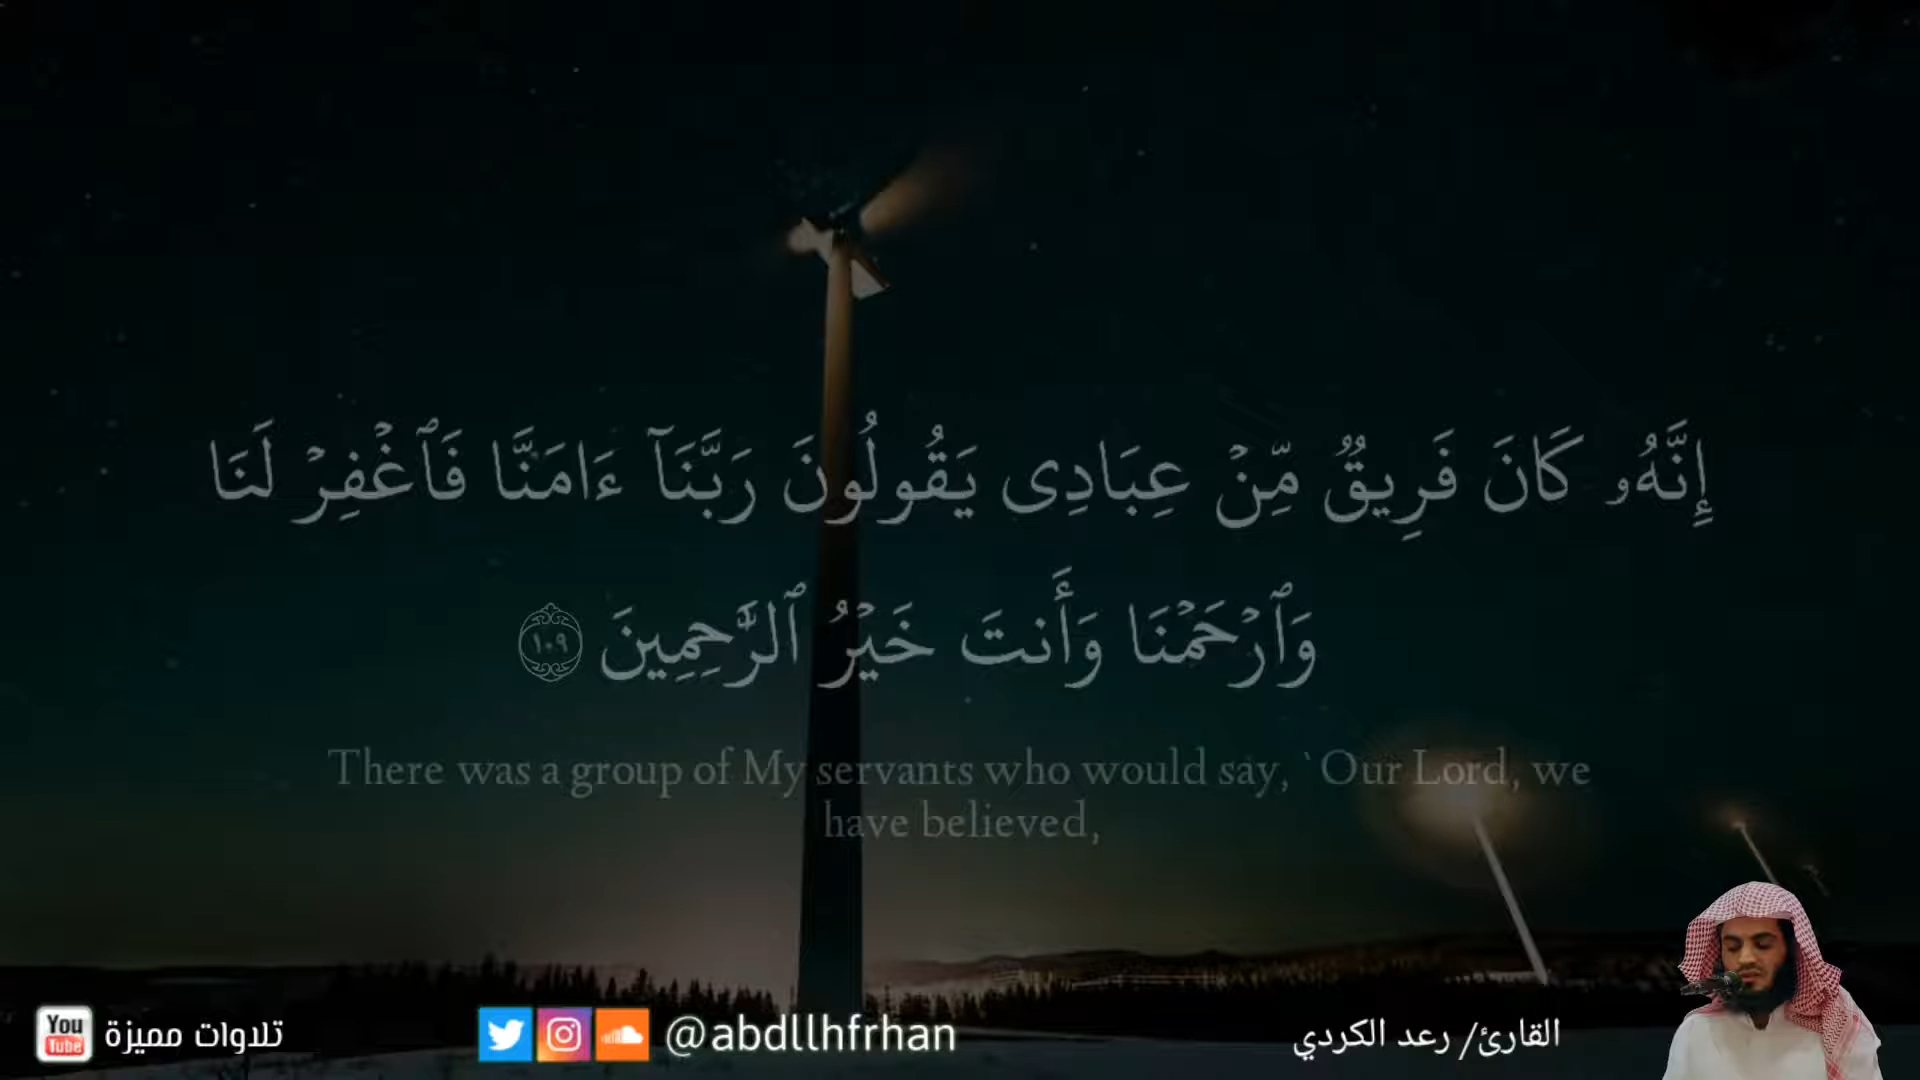 إِنَّهُۥ كَانَ فَرِيقٌ مِّنْ عِبَادِى يَقُولُونَ رَبَّنَآ ءَامَنَّا فَٱغْفِرْ لَنَا
وَٱرْحَمْنَا وَأَنتَ خَيْرُ ٱلرَّٰحِمِينَ ١٠٩
There was a group of My servants who would say, `Our Lord, we
have believed,
You
Tube
تلاوات مميزة
@abdllhfrhan
القارئ/ رعد الكردي